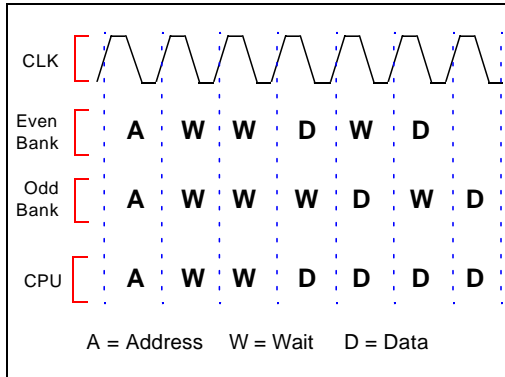 CLK
Even
Bank
A W W D W D
Odd
Bank
A W W W D W D
CPU
A W W D D D D
A = Address W = Wait D = Data